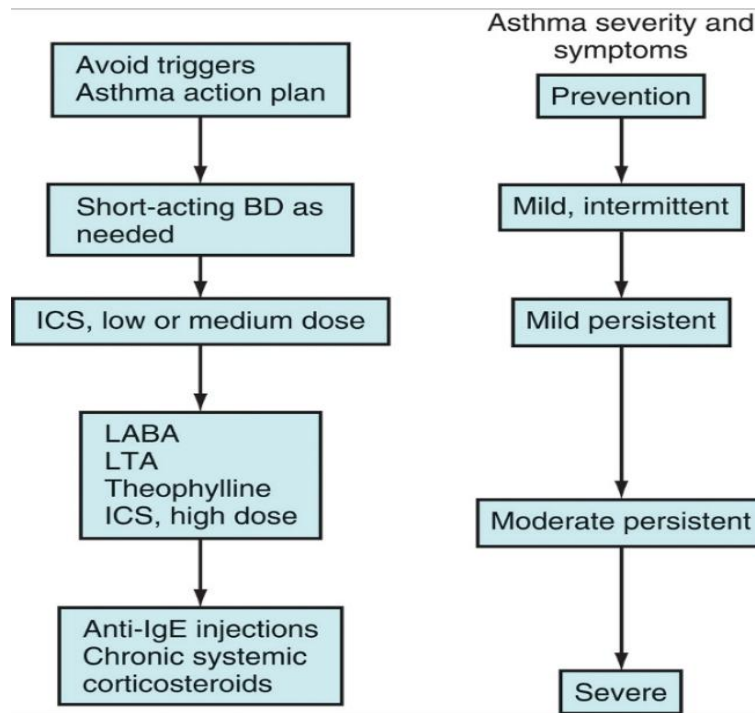 Avoid triggers
Asthma action plan
Short-acting BD as
needed
ICS, low or medium dose
LABA
LTA
Theophylline
ICS, high dose
Anti-IgE injections
Chronic systemic
corticosteroids
Asthma severity and
symptoms
Prevention
Mild, intermittent
Mild persistent
Moderate persistent
Severe